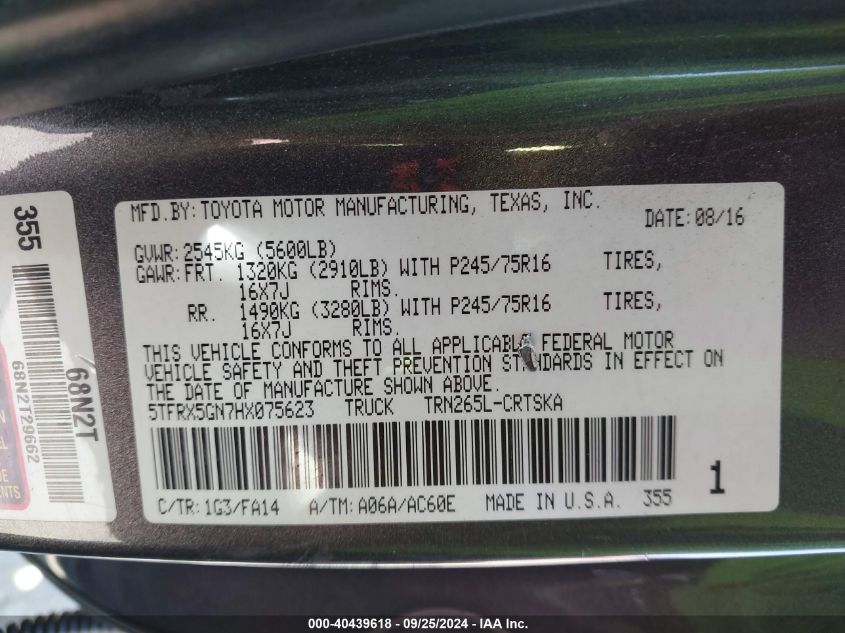 MFD.BY: TOYOTA MOTOR MANUFACTURING, TEXAS, INC.
DATE: 08/16
GVWR: 2545KG (5600LB)
GAWR: FRT. 1320KG (2910LB) WITH P245/75R16 TIRES,
16X7J RIMS.
RR. 1490KG (3280LB) WITH P245/75R16 TIRES,
16X7J RIMS.
THIS VEHICLE CONFORMS TO ALL APPLICABLE FEDERAL MOTOR
VEHICLE SAFETY AND THEFT PREVENTION STANDARDS IN EFFECT ON
THE DATE OF MANUFACTURE SHOWN ABOVE.
5TFRX5GN7HX075623 TRUCK TRN265L-CRTSKA
1
C/TR: 1G3/FA14 A/TM: A06A/AC60E MADE IN U.S.A. 355
355
68N2T
68N2T29662
000-40439618 - 09/25/2024 - IAAI.com